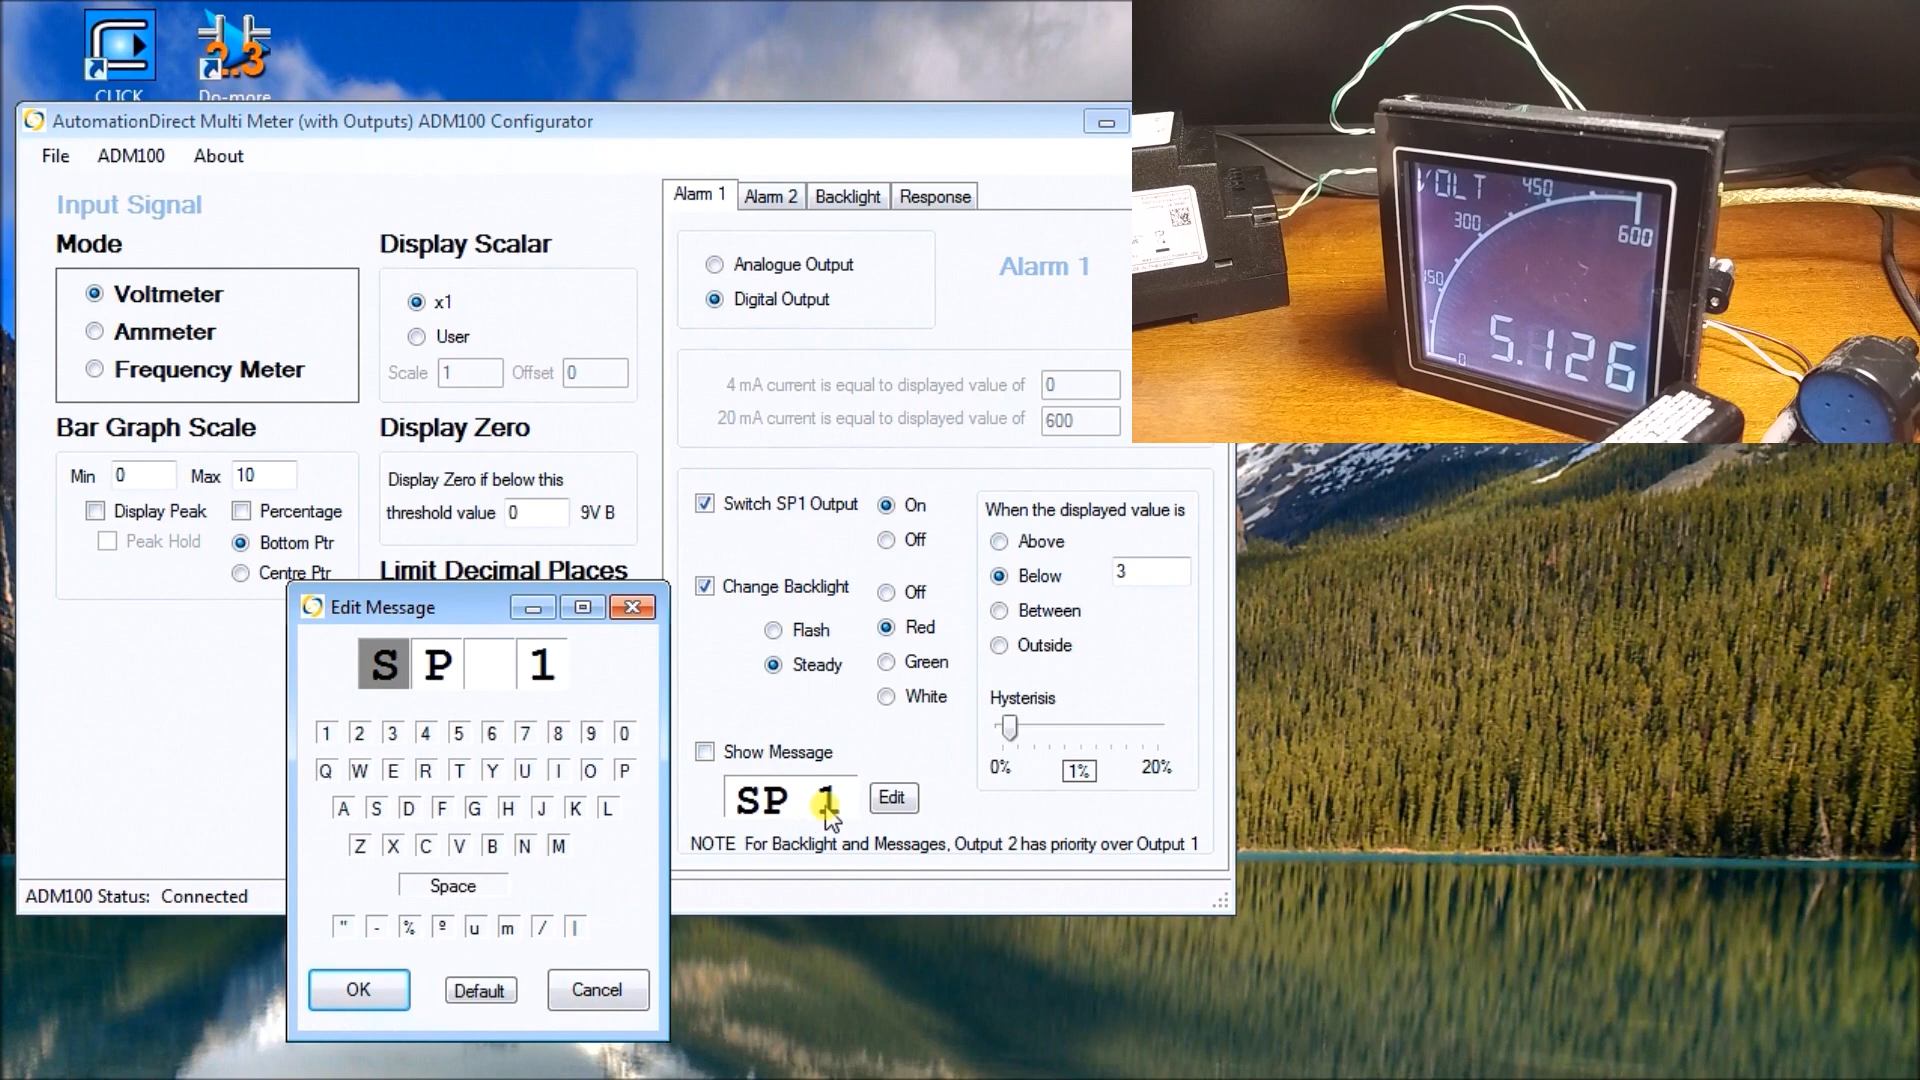 CLICK
Do-more
2.3
AutomationDirect Multi Meter (with Outputs) ADM100 Configurator
File ADM100 About
Input Signal
Mode
Voltmeter
Ammeter
Frequency Meter
Display Scalar
x1
User
Scale 1 Offset 0
Bar Graph Scale
Min 0 Max 10
Display Peak Percentage
Peak Hold Bottom Ptr
Centre Ptr
Display Zero
Display Zero if below this
threshold value 0 9V B
Limit Decimal Places
Alarm 1 Alarm 2 Backlight Response
Analogue Output
Digital Output
Alarm 1
4 mA current is equal to displayed value of 0
20 mA current is equal to displayed value of 600
Switch SP1 Output On
Off
Change Backlight Off
Flash Red
Steady Green
White
When the displayed value is
Above
Below 3
Between
Outside
Hysterisis
0% 1% 20%
Show Message
SP 1 Edit
NOTE For Backlight and Messages, Output 2 has priority over Output 1
ADM100 Status: Connected
Edit Message
S P 1
1 2 3 4 5 6 7 8 9 0
Q W E R T Y U I O P
A S D F G H J K L
Z X C V B N M
Space
" - % º u m / |
OK Default Cancel
VOLT
450
300
600
150
0
5.126